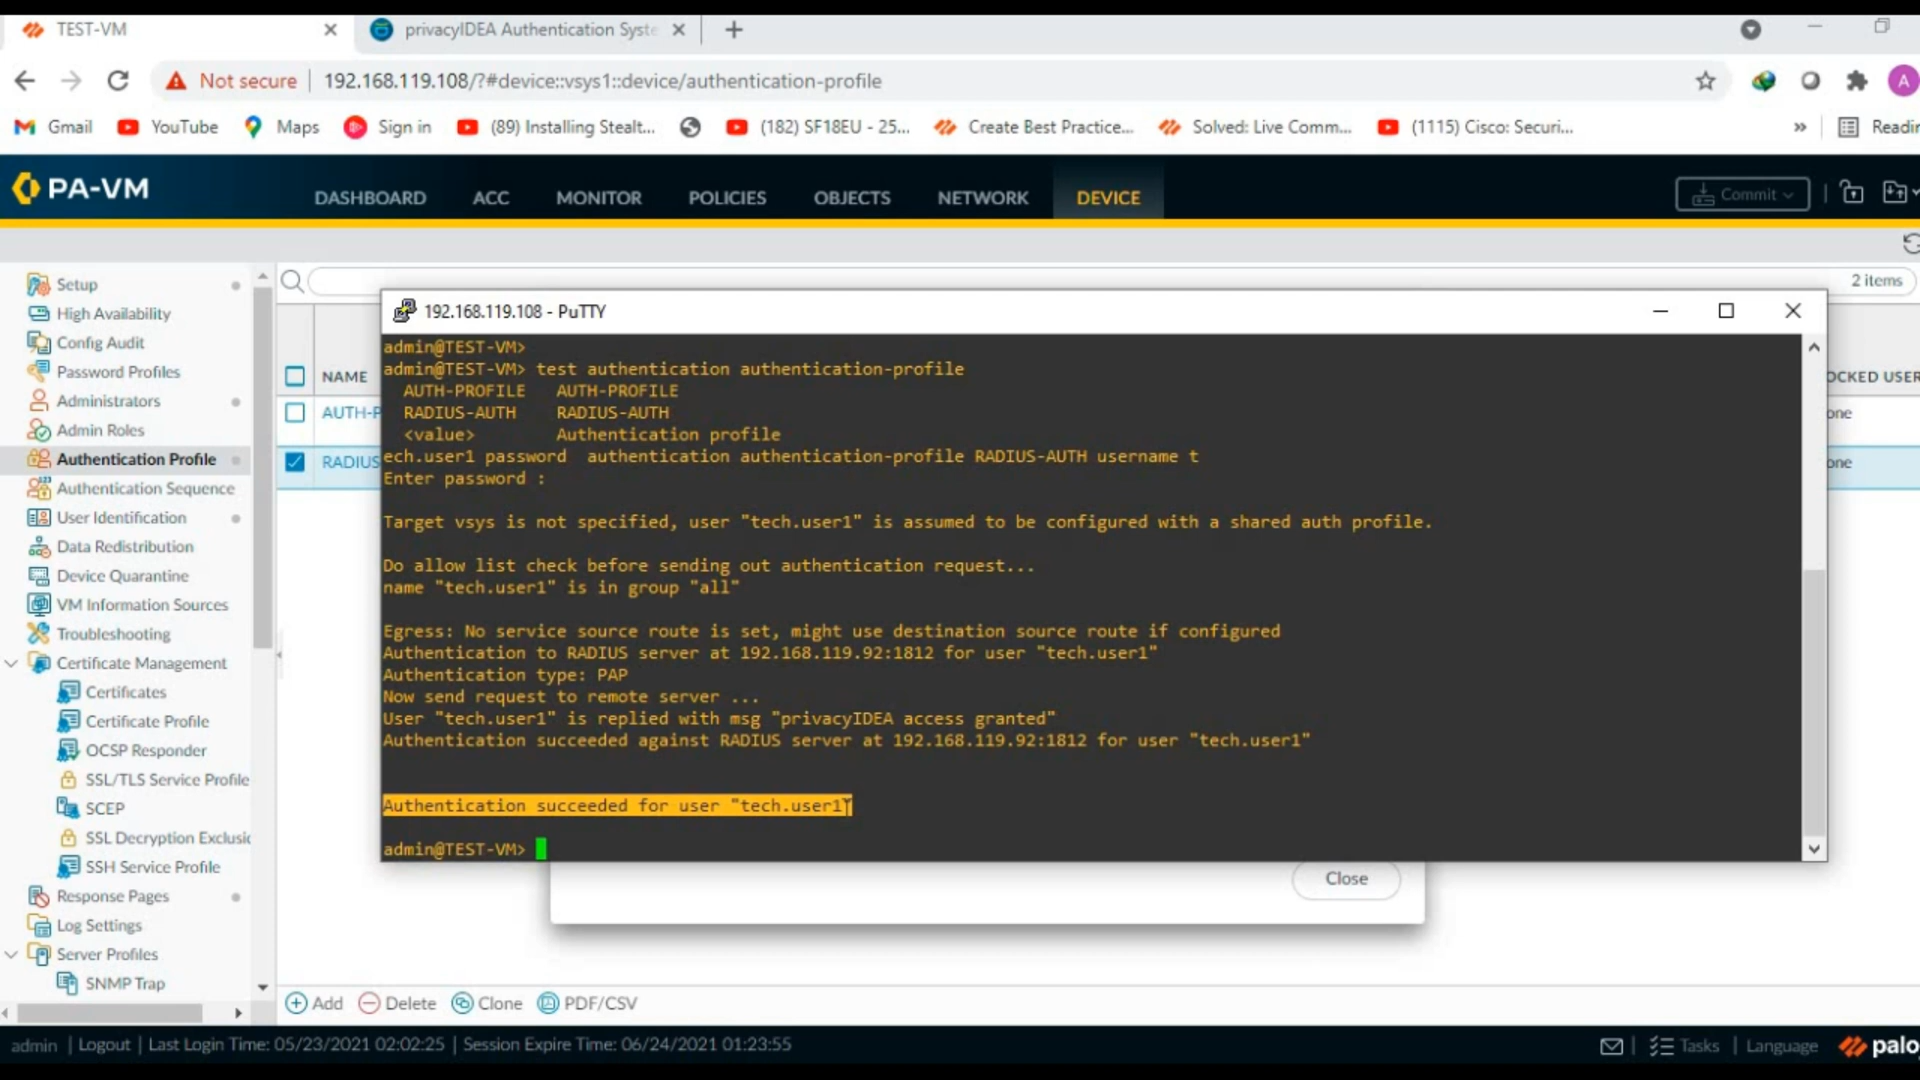 TEST-VM
privacyIDEA Authentication Syste
Not secure
192.168.119.108/?#device::vsys1::device/authentication-profile
A
Gmail
YouTube
Maps
Sign in
(89) Installing Stealt...
(182) SF18EU - 25...
Create Best Practice...
Solved: Live Comm...
(1115) Cisco: Securi...
»
Readin
PA-VM
DASHBOARD
ACC
MONITOR
POLICIES
OBJECTS
NETWORK
DEVICE
Commit
2 items
Setup
High Availability
Config Audit
Password Profiles
Administrators
Admin Roles
Authentication Profile
Authentication Sequence
User Identification
Data Redistribution
Device Quarantine
VM Information Sources
Troubleshooting
Certificate Management
Certificates
Certificate Profile
OCSP Responder
SSL/TLS Service Profile
SCEP
SSL Decryption Exclusio
SSH Service Profile
Response Pages
Log Settings
Server Profiles
SNMP Trap
NAME
OCKED USER
AUTH-P
one
RADIUS
one
192.168.119.108 - PuTTY
admin@TEST-VM>
admin@TEST-VM> test authentication authentication-profile
AUTH-PROFILE AUTH-PROFILE
RADIUS-AUTH RADIUS-AUTH
<value> Authentication profile
ech.user1 password authentication authentication-profile RADIUS-AUTH username t
Enter password :
Target vsys is not specified, user "tech.user1" is assumed to be configured with a shared auth profile.
Do allow list check before sending out authentication request...
name "tech.user1" is in group "all"
Egress: No service source route is set, might use destination source route if configured
Authentication to RADIUS server at 192.168.119.92:1812 for user "tech.user1"
Authentication type: PAP
Now send request to remote server ...
User "tech.user1" is replied with msg "privacyIDEA access granted"
Authentication succeeded against RADIUS server at 192.168.119.92:1812 for user "tech.user1"
Authentication succeeded for user "tech.user1"
admin@TEST-VM>
Close
Add
Delete
Clone
PDF/CSV
admin | Logout | Last Login Time: 05/23/2021 02:02:25 | Session Expire Time: 06/24/2021 01:23:55
Tasks | Language
palo